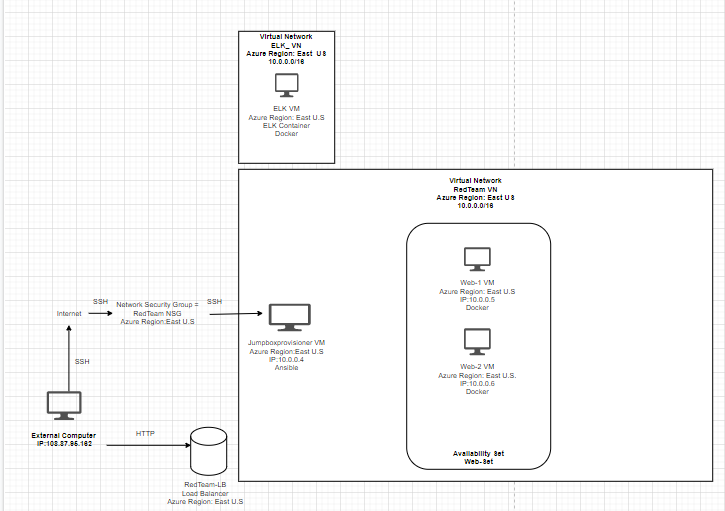 Virtual Network
ELK_ VN
Azure Region: East US
10.0.0.0/16
ELK VM
Azure Region: East U.S
ELK Container
Docker
Virtual Network
RedTeam VN
Azure Region: East US
10.0.0.0/16
Web-1 VM
Azure Region: East U.S
IP:10.0.0.5
Docker
Internet
SSH
Network Security Group =
RedTeam NSG
Azure Region:East U.S
SSH
Jumpboxprovisioner VM
Azure Region:East U.S
IP:10.0.0.4
Ansible
SSH
Web-2 VM
Azure Region: East U.S.
IP:10.0.0.6
Docker
External Computer
IP:108.87.95.162
HTTP
Availability Set
Web-Set
RedTeam-LB
Load Balancer
Azure Region: East U.S